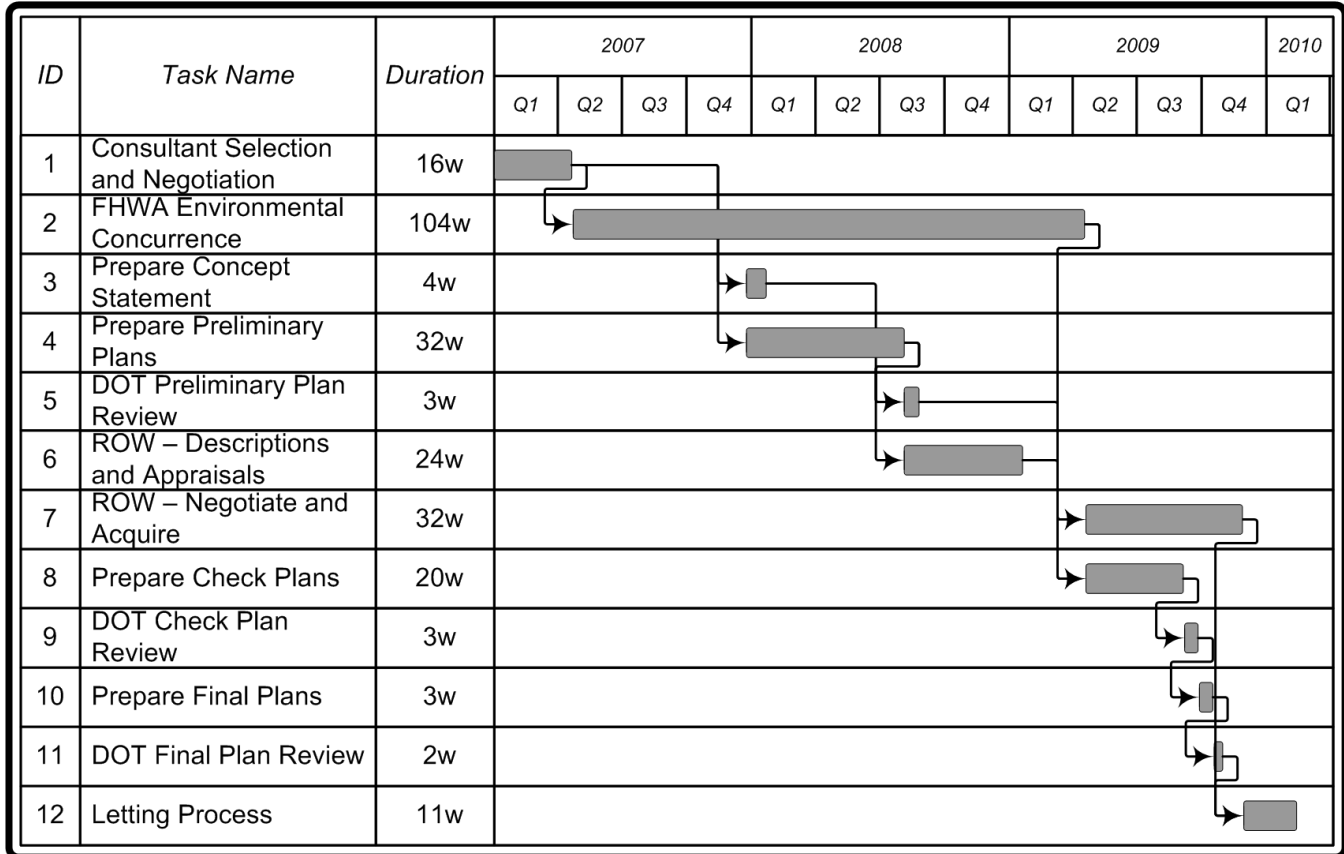 ID Task Name Duration 2007 2008 2009 2010
Q1 Q2 Q3 Q4 Q1 Q2 Q3 Q4 Q1 Q2 Q3 Q4 Q1
1 Consultant Selection and Negotiation 16w
2 FHWA Environmental Concurrence 104w
3 Prepare Concept Statement 4w
4 Prepare Preliminary Plans 32w
5 DOT Preliminary Plan Review 3w
6 ROW – Descriptions and Appraisals 24w
7 ROW – Negotiate and Acquire 32w
8 Prepare Check Plans 20w
9 DOT Check Plan Review 3w
10 Prepare Final Plans 3w
11 DOT Final Plan Review 2w
12 Letting Process 11w